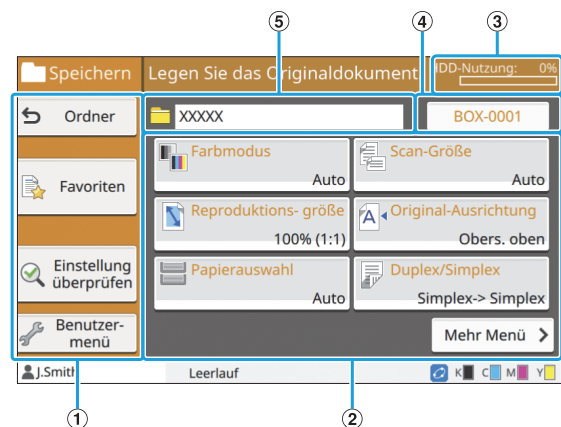 ⑤ ④ ③
Speichern
Legen Sie das Originaldokument
HDD-Nutzung: 0%
Ordner
XXXXX
BOX-0001
Favoriten
Einstellung
überprüfen
Benutzer-
menü
Farbmodus
Auto
Scan-Größe
Auto
Reproduktions- größe
100% (1:1)
Original-Ausrichtung
Obers. oben
Papierauswahl
Auto
Duplex/Simplex
Simplex-> Simplex
Mehr Menü
J.Smith
Leerlauf
K C M Y
① ②